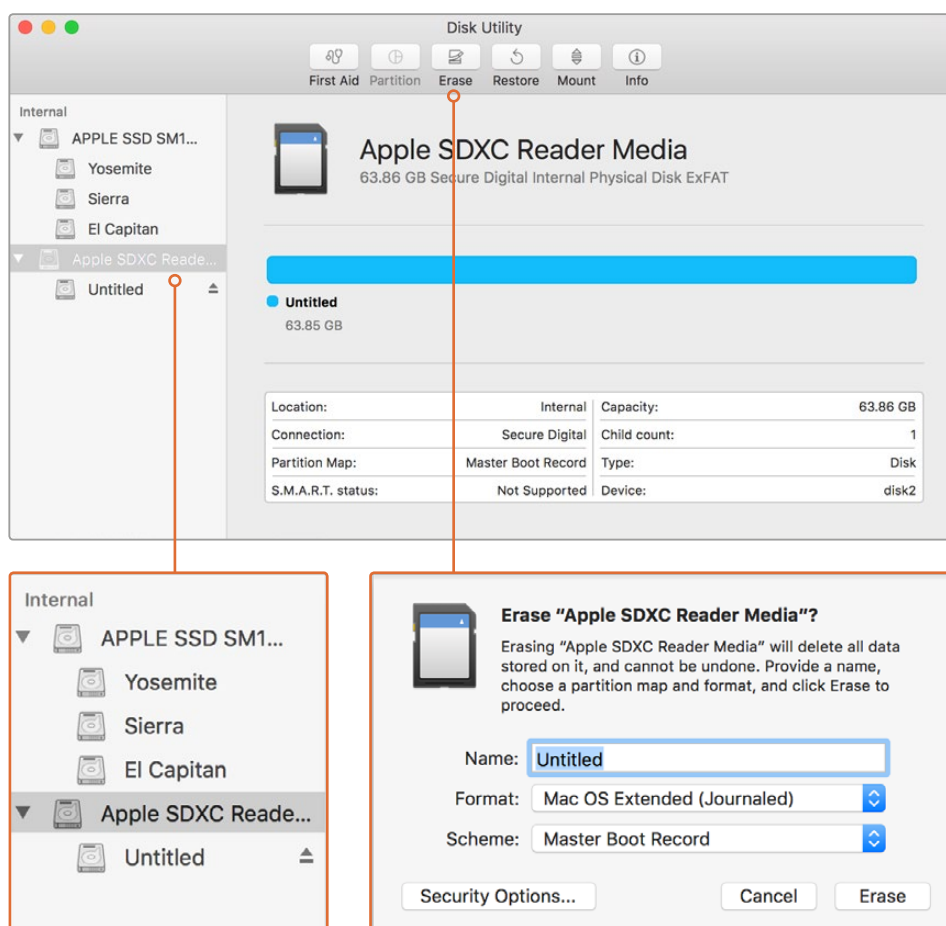 Disk Utility
First Aid Partition Erase Restore Mount Info
Internal
APPLE SSD SM1...
Yosemite
Sierra
El Capitan
Apple SDXC Reade...
Untitled
Apple SDXC Reader Media
63.86 GB Secure Digital Internal Physical Disk ExFAT
Untitled
63.85 GB
Location: Internal Capacity: 63.86 GB
Connection: Secure Digital Child count: 1
Partition Map: Master Boot Record Type: Disk
S.M.A.R.T. status: Not Supported Device: disk2
Internal
APPLE SSD SM1...
Yosemite
Sierra
El Capitan
Apple SDXC Reade...
Untitled
Erase “Apple SDXC Reader Media”?
Erasing “Apple SDXC Reader Media” will delete all data
stored on it, and cannot be undone. Provide a name,
choose a partition map and format, and click Erase to
proceed.
Name: Untitled
Format: Mac OS Extended (Journaled)
Scheme: Master Boot Record
Security Options... Cancel Erase